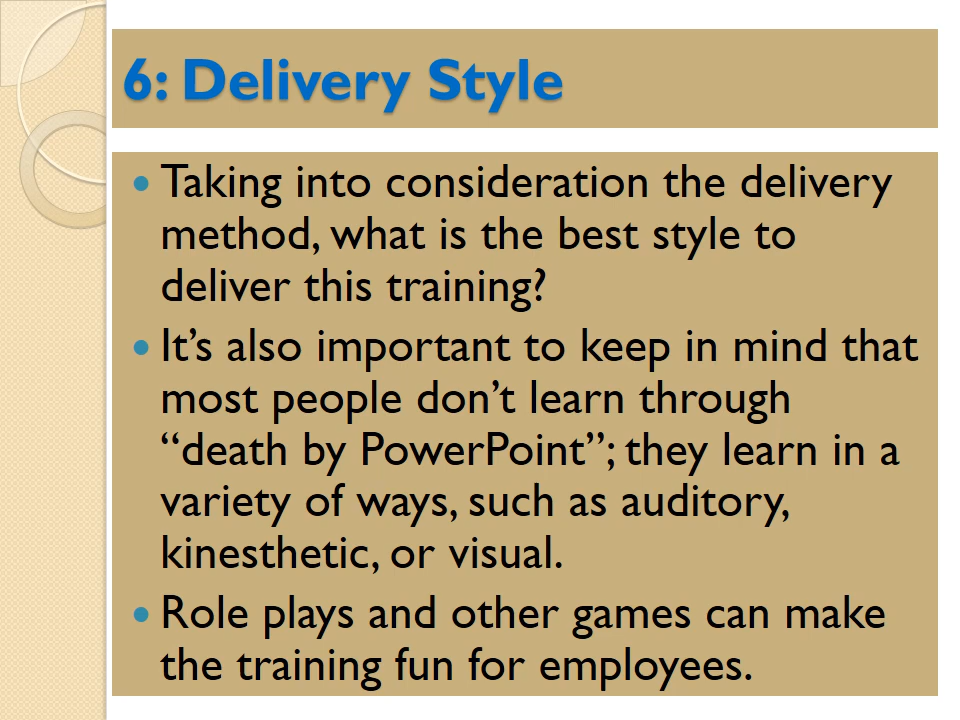 6: Delivery Style
• Taking into consideration the delivery
method, what is the best style to
deliver this training?
• It’s also important to keep in mind that
most people don’t learn through
“death by PowerPoint”; they learn in a
variety of ways, such as auditory,
kinesthetic, or visual.
• Role plays and other games can make
the training fun for employees.